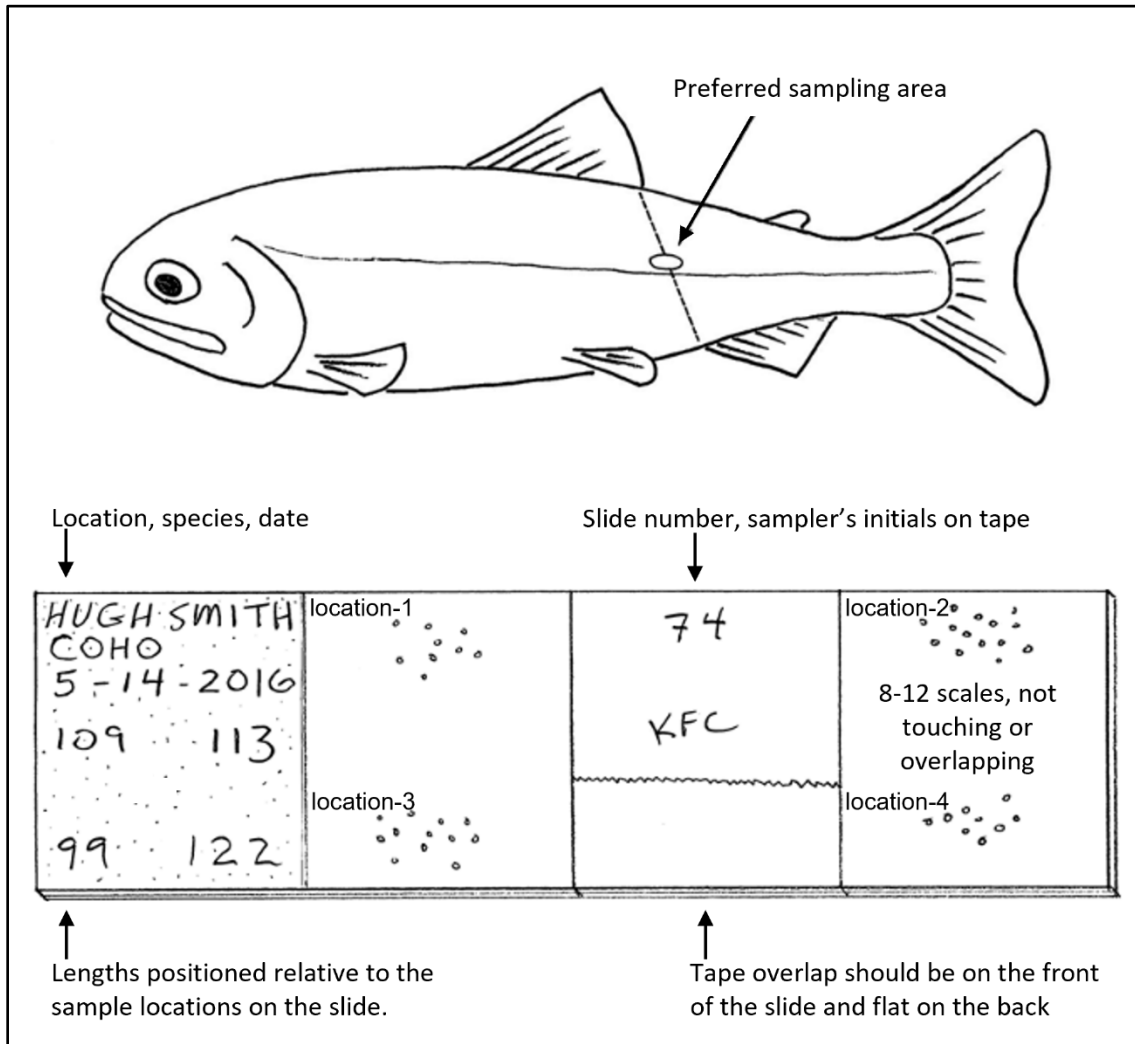 Preferred sampling area
Location, species, date
Slide number, sampler’s initials on tape
HUGH SMITH
COHO
5-14-2016
109 113
99 122
location-1
location-3
74
KFC
location-2
8-12 scales, not
touching or
overlapping
location-4
Lengths positioned relative to the
sample locations on the slide.
Tape overlap should be on the front
of the slide and flat on the back